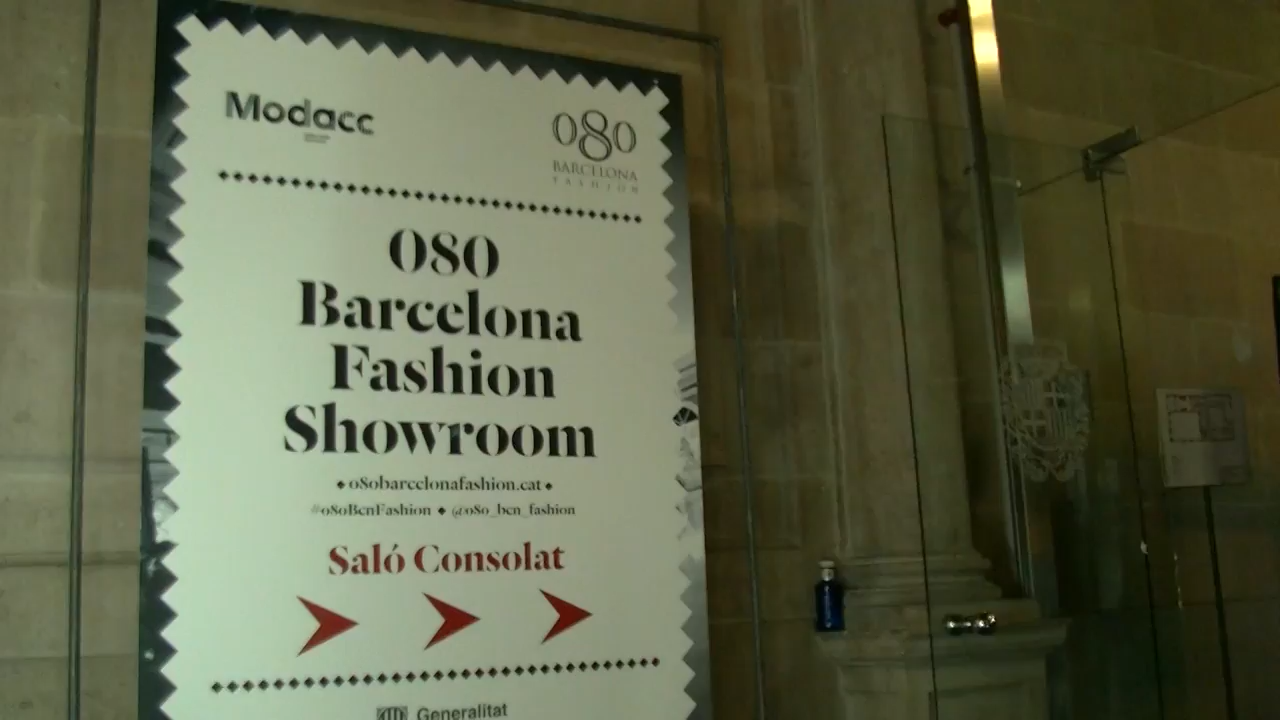 Modacc
080
BARCELONA
FASHION
080
Barcelona
Fashion
Showroom
080barcelonafashion.cat
#080BcnFashion ◆ @080_bcn_fashion
Saló Consolat
Generalitat